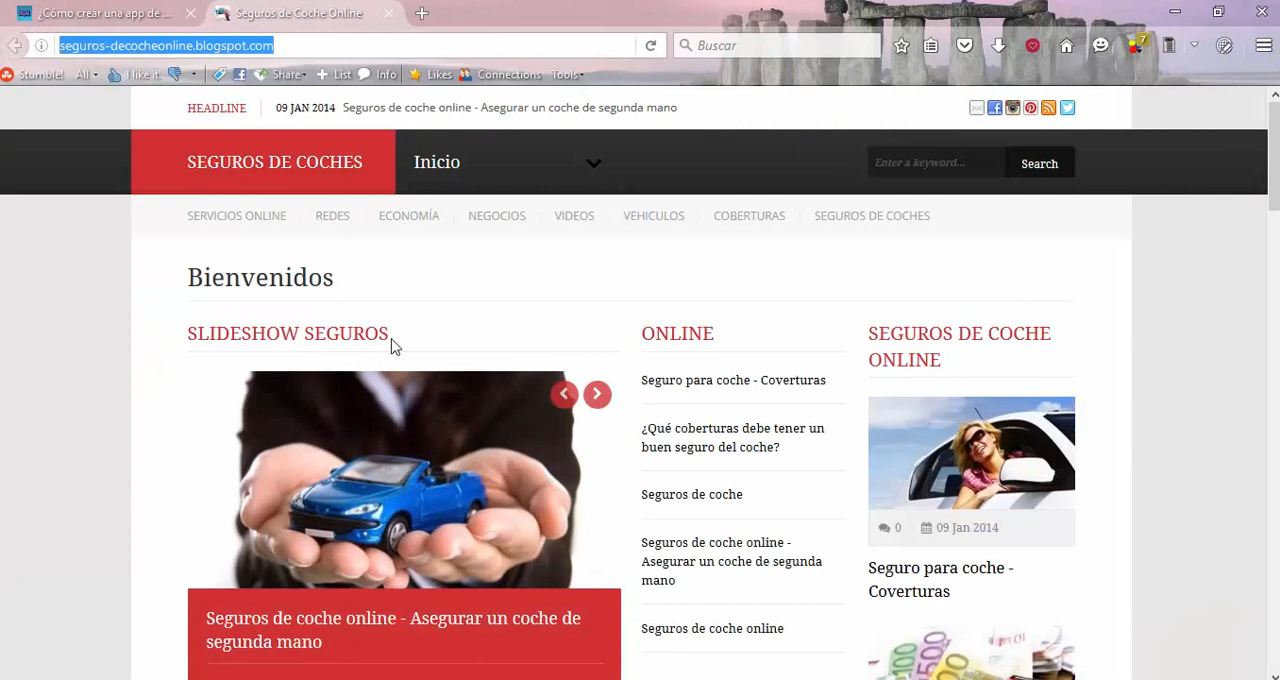 ¿Cómo crear una app de ...
Seguros de Coche Online
seguros-decocheonline.blogspot.com
Buscar
7
Stumble! All I like it! Share List Info Likes Connections Tools
HEADLINE 09 JAN 2014 Seguros de coche online - Asegurar un coche de segunda mano
SEGUROS DE COCHES Inicio Enter a keyword... Search
SERVICIOS ONLINE REDES ECONOMÍA NEGOCIOS VIDEOS VEHICULOS COBERTURAS SEGUROS DE COCHES
Bienvenidos
SLIDESHOW SEGUROS
Seguros de coche online - Asegurar un coche de
segunda mano
ONLINE
Seguro para coche - Coverturas
¿Qué coberturas debe tener un
buen seguro del coche?
Seguros de coche
Seguros de coche online -
Asegurar un coche de segunda
mano
Seguros de coche online
SEGUROS DE COCHE
ONLINE
0 09 Jan 2014
Seguro para coche -
Coverturas
100
500
200